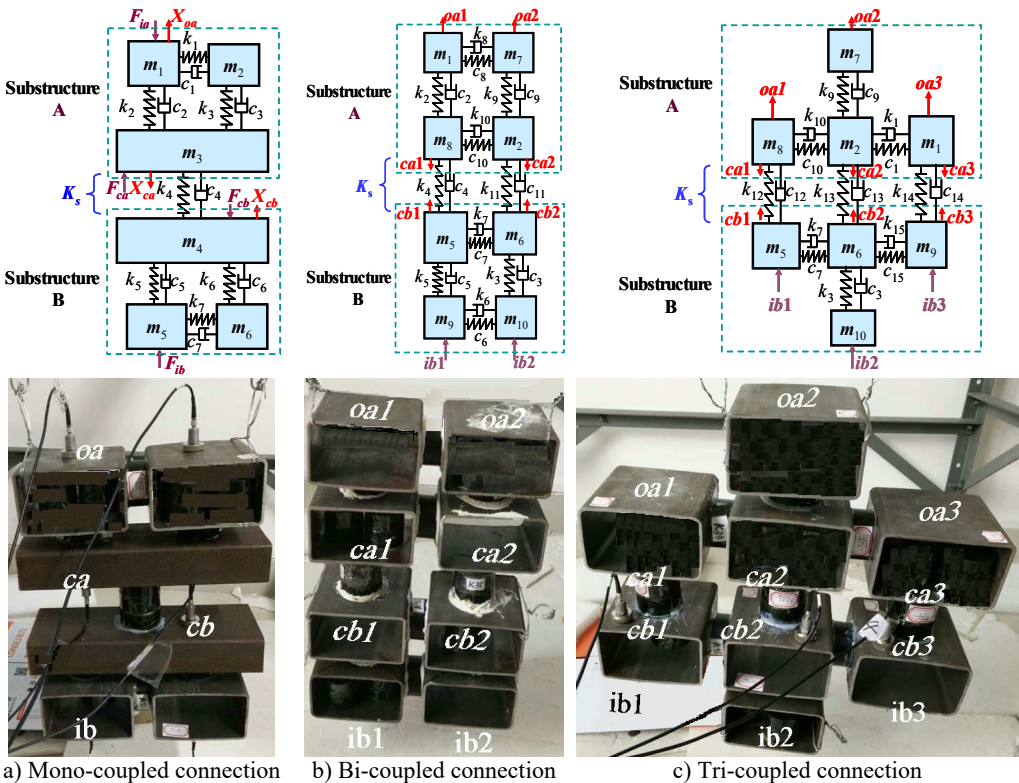 F_ia X_oa
k_1
m_1 m_2
c_1
k_2 c_2 k_3 c_3
Substructure
A
m_3
K_s
F_ca X_ca k_4 c_4 F_cb X_cb
m_4
Substructure
B
k_5 c_5 k_6 c_6
k_7
m_5 c_7 m_6
F_ib
oa1 oa2
m_1 k_8 m_7
c_8
k_2 c_2 k_9 c_9
Substructure
A
m_8 k_10 m_2
c_10
ca1 ca2
K_s
k_4 c_4 k_11 c_11
cb1 cb2
m_5 k_7 m_6
c_7
k_5 c_5 k_3 c_3
Substructure
B
m_9 k_6 m_10
c_6
ib1 ib2
oa2
m_7
oa1 oa3
k_9 c_9
Substructure
A
m_8 k_10 m_2 k_1 m_1
c_10 c_1
ca1 ca2 ca3
K_s
k_12 c_12 k_13 c_13 k_14 c_14
cb1 cb2 cb3
m_5 k_7 m_6 k_15 m_9
c_7 c_15
Substructure
B
k_3 c_3
ib1 ib3
m_10
ib2
oa
ca
cb
ib
oa1 oa2
ca1 ca2
cb1 cb2
ib1 ib2
oa2
oa1
oa3
ca1 ca2
ca3
cb1 cb2 cb3
ib1 ib3
ib2
a) Mono-coupled connection b) Bi-coupled connection c) Tri-coupled connection